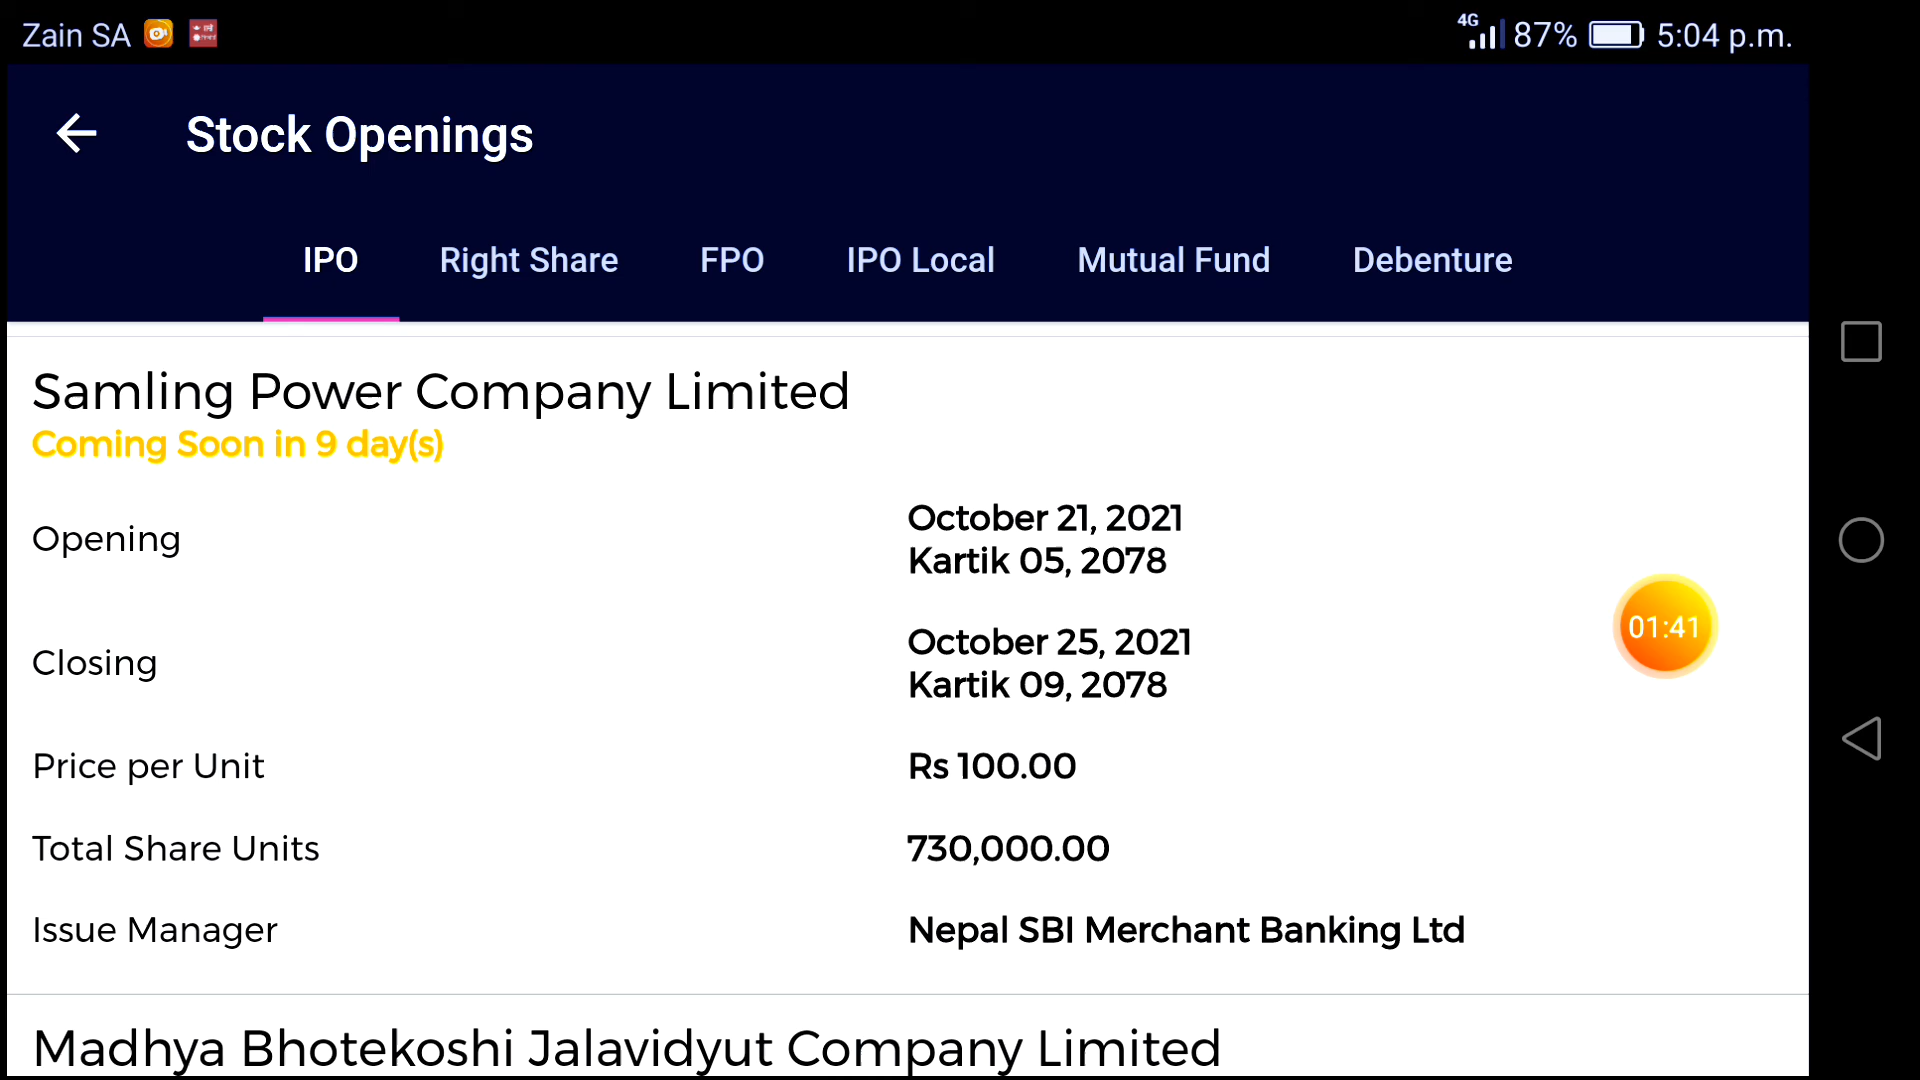 Zain SA
4G 87% 5:04 p.m.
Stock Openings
IPO Right Share FPO IPO Local Mutual Fund Debenture
Samling Power Company Limited
Coming Soon in 9 day(s)
Opening
October 21, 2021
Kartik 05, 2078
Closing
October 25, 2021
Kartik 09, 2078
01:41
Price per Unit Rs 100.00
Total Share Units 730,000.00
Issue Manager Nepal SBI Merchant Banking Ltd
Madhya Bhotekoshi Jalavidyut Company Limited